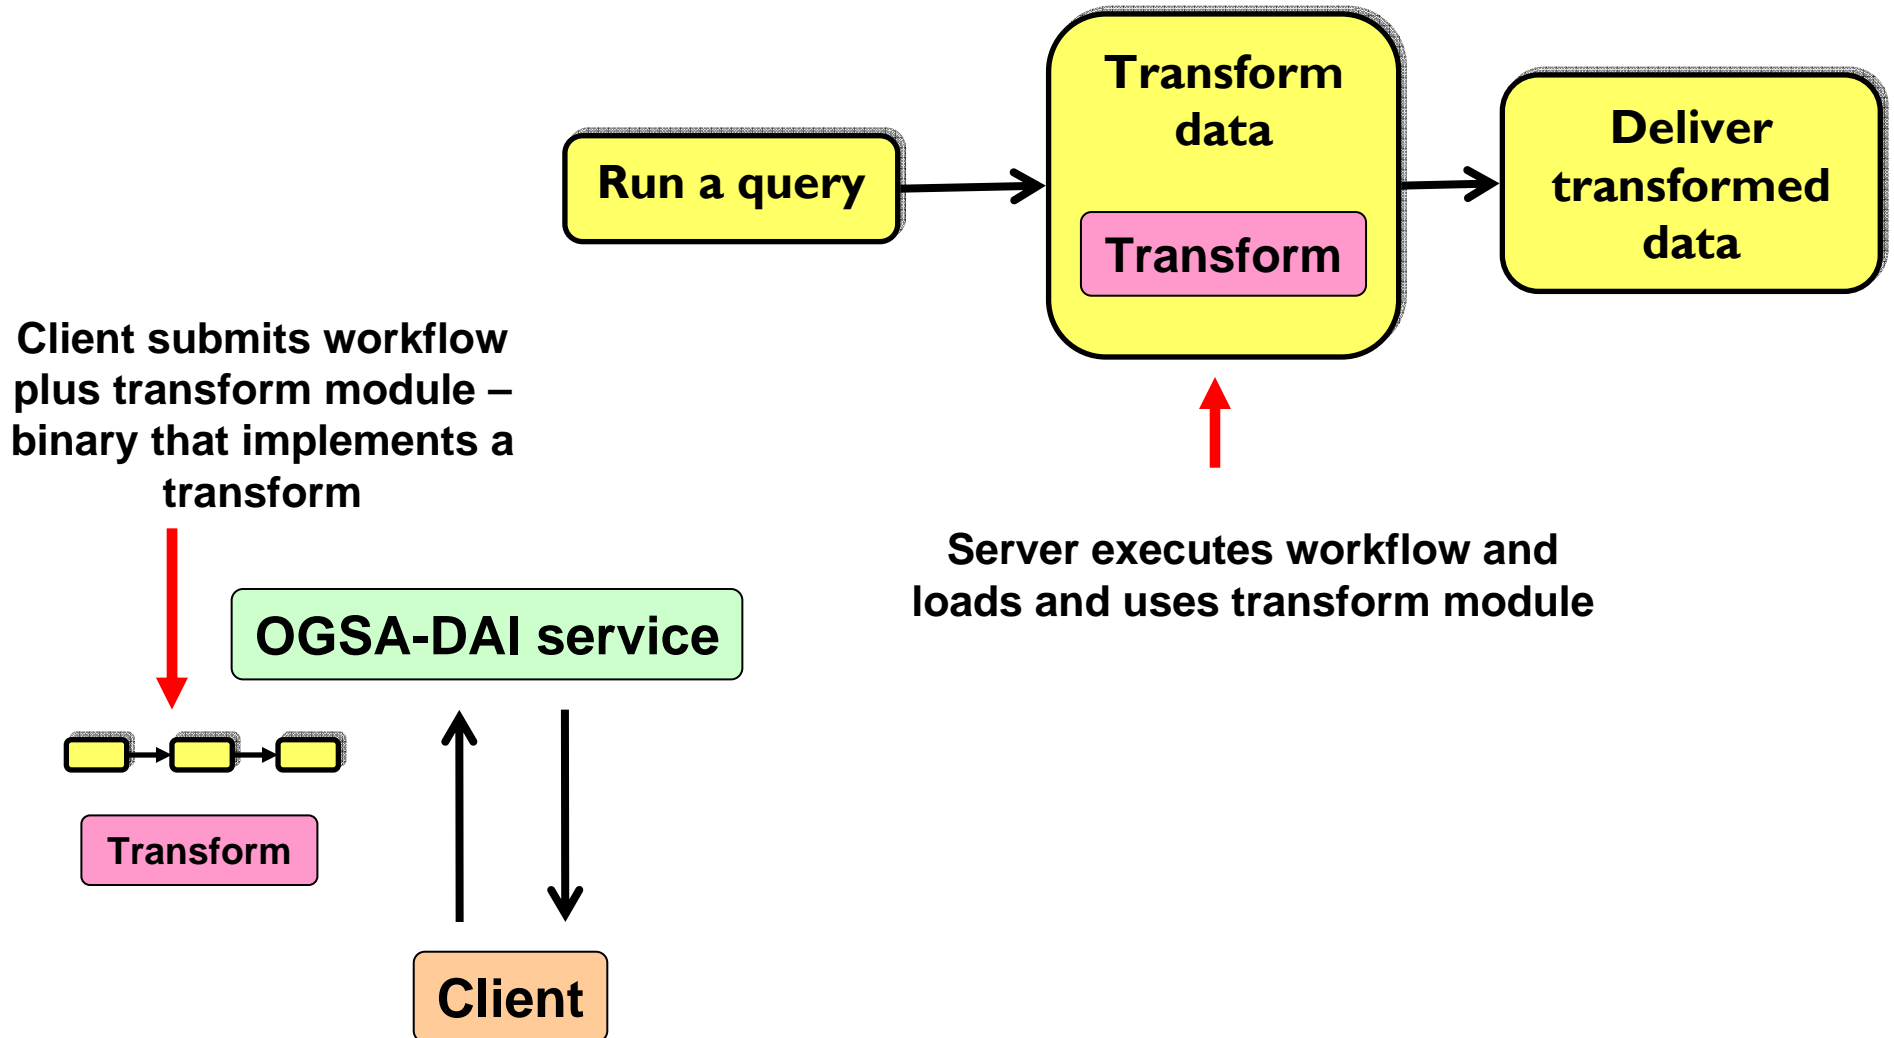 Run a query
Transform
data
Transform
Deliver
transformed
data
Client submits workflow
plus transform module –
binary that implements a
transform
Server executes workflow and
loads and uses transform module
OGSA-DAI service
Transform
Client